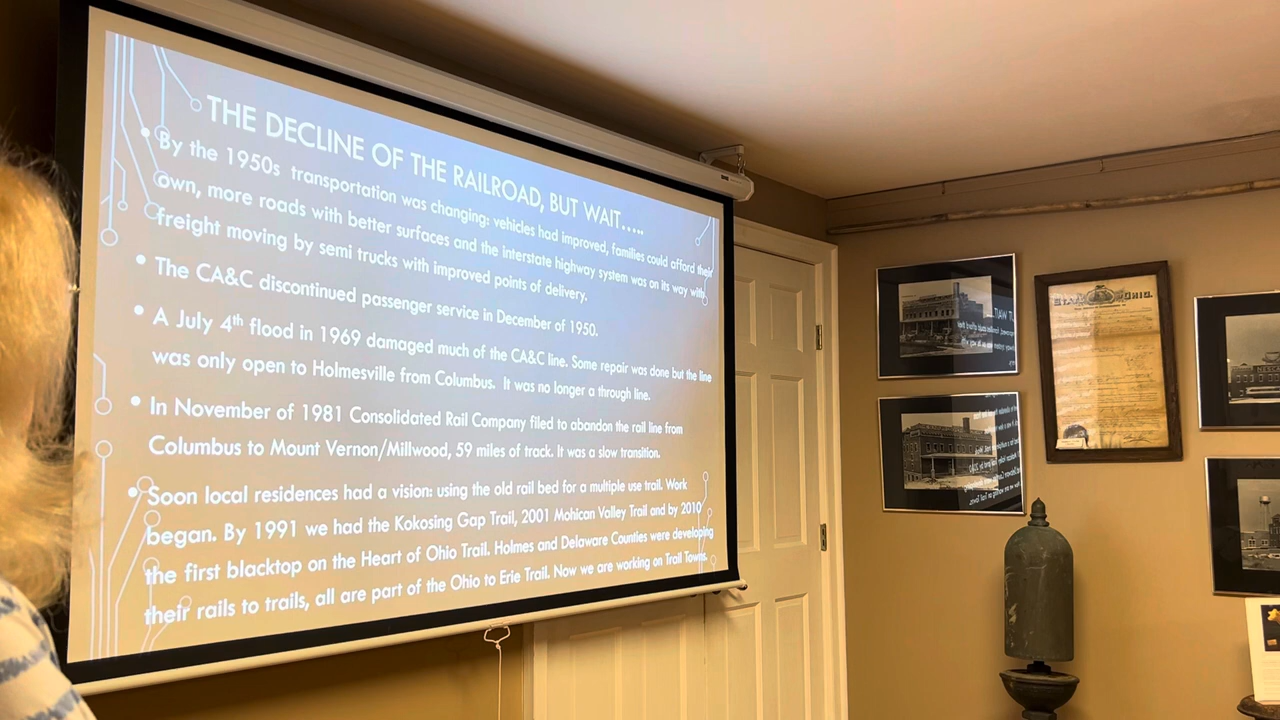 THE DECLINE OF THE RAILROAD, BUT WAIT.....
• By the 1950s transportation was changing: vehicles had improved, families could afford their
own, more roads with better surfaces and the interstate highway system was on its way with
freight moving by semi trucks with improved points of delivery.
• The CA&C discontinued passenger service in December of 1950.
• A July 4th flood in 1969 damaged much of the CA&C line. Some repair was done but the line
was only open to Holmesville from Columbus. It was no longer a through line.
• In November of 1981 Consolidated Rail Company filed to abandon the rail line from
Columbus to Mount Vernon/Millwood, 59 miles of track. It was a slow transition.
• Soon local residences had a vision: using the old rail bed for a multiple use trail. Work
began. By 1991 we had the Kokosing Gap Trail, 2001 Mohican Valley Trail and by 2010
the first blacktop on the Heart of Ohio Trail. Holmes and Delaware Counties were developing
their rails to trails, all are part of the Ohio to Erie Trail. Now we are working on Trail Towns.
OHIO.